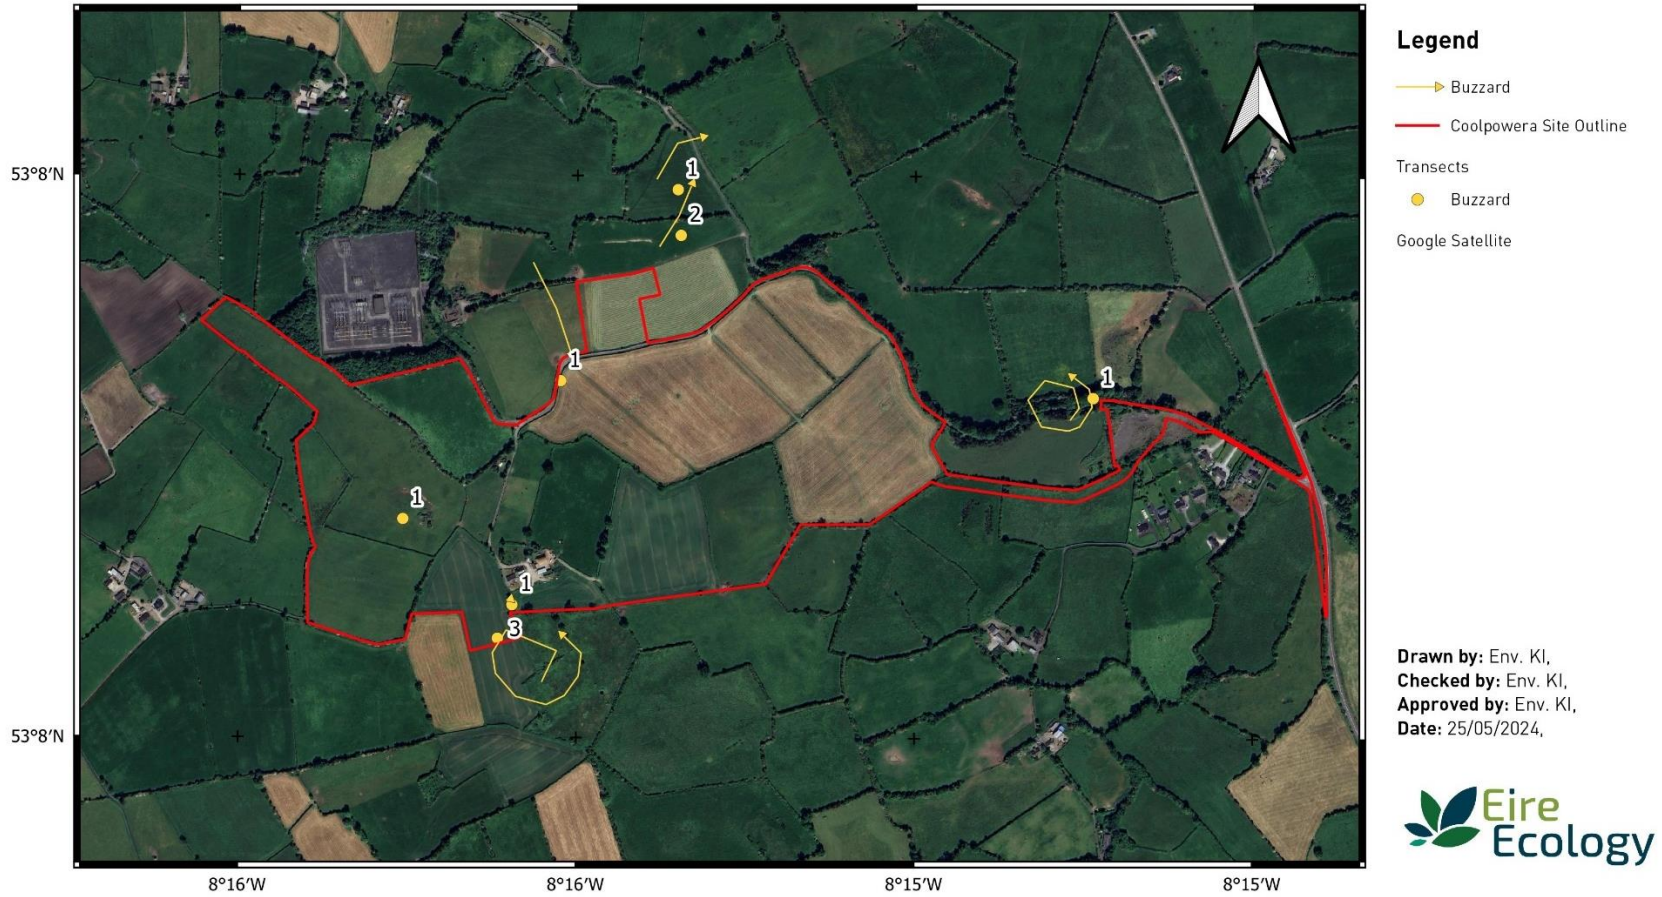 Legend
Buzzard
Coolpowera Site Outline
Transects
Buzzard
Google Satellite
53°8′N
53°8′N
1
2
1
1
1
1
3
8°16′W
8°16′W
8°15′W
8°15′W
Drawn by: Env. KI,
Checked by: Env. KI,
Approved by: Env. KI,
Date: 25/05/2024,
Eire
Ecology